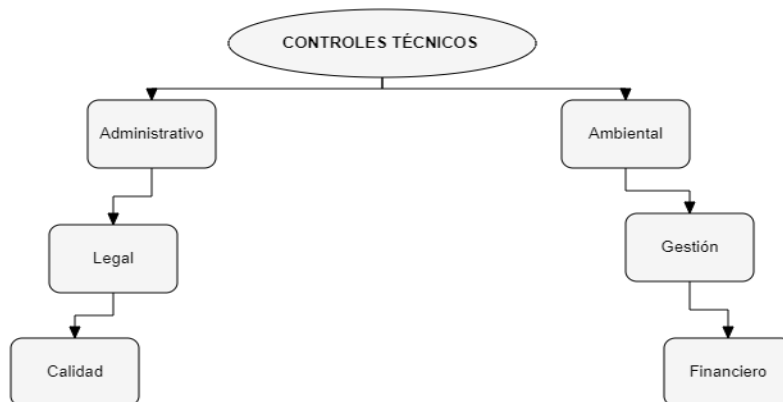 CONTROLES TÉCNICOS
Administrativo
Ambiental
Legal
Gestión
Calidad
Financiero